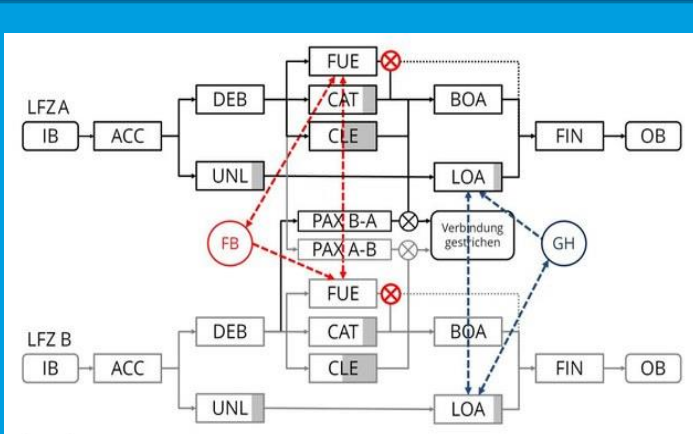 FUE
LFZ A
DEB
CAT
BOA
IB
ACC
CLE
FIN
OB
UNL
LOA
PAX B-A
Verbindung
gestrichen
FB
PAX A-B
GH
FUE
LFZ B
DEB
CAT
BOA
IB
ACC
CLE
FIN
OB
UNL
LOA